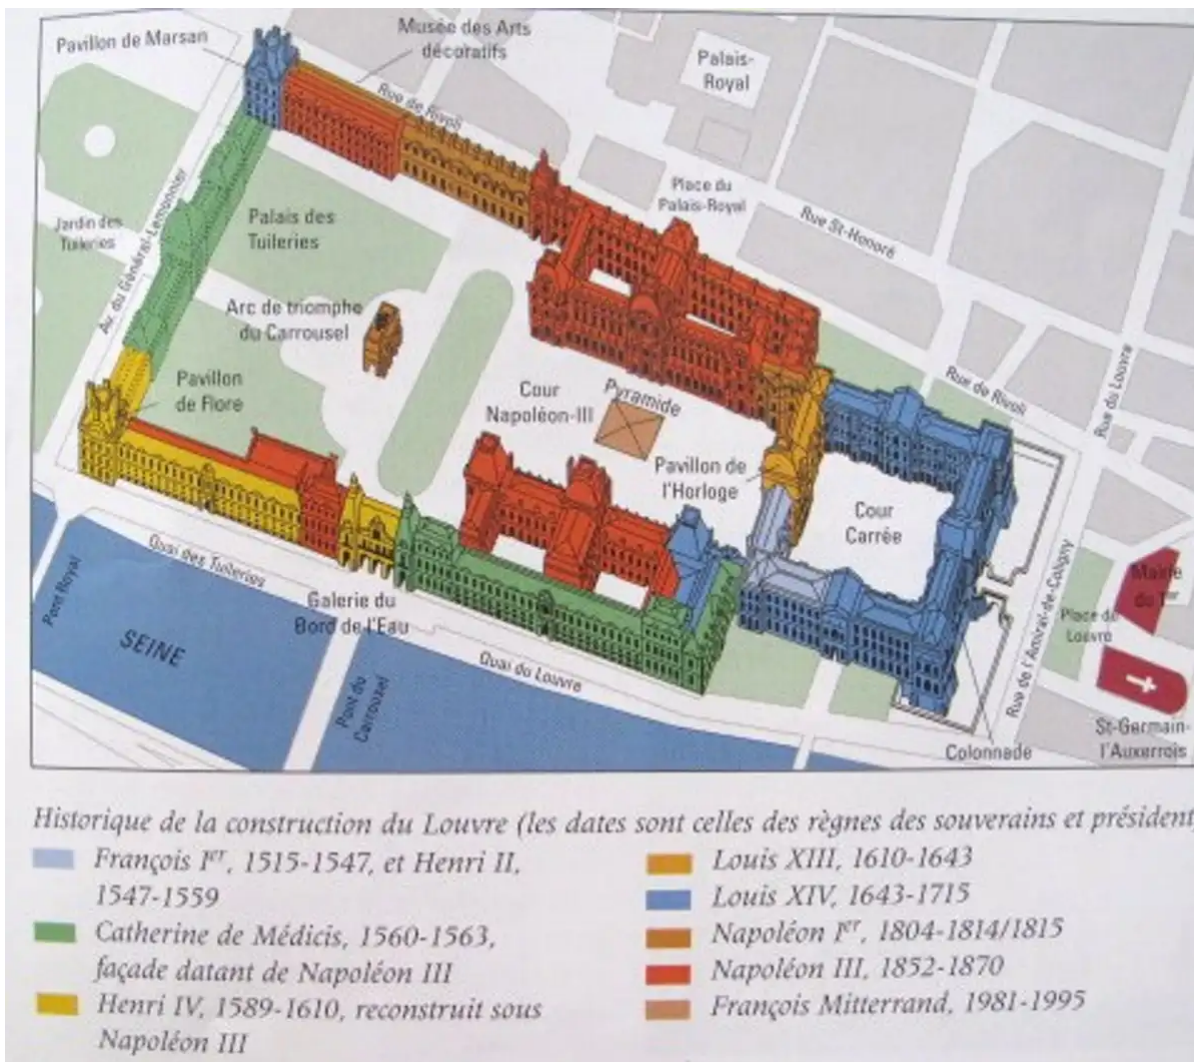 Pavillon de Marsan
Musée des Arts
décoratifs
Rue de Rivoli
Palais-
Royal
Place du
Palais-Royal
Rue St-Honoré
Jardin des
Tuileries
Av. du Général-Lemonnier
Palais des
Tuileries
Arc de triomphe
du Carrousel
Pavillon
de Flore
Cour
Napoléon-III
Pyramide
Pavillon de
l'Horloge
Cour
Carrée
Rue de Rivoli
Rue du Louvre
Pont Royal
Quai des Tuileries
SEINE
Galerie du
Bord de l'Eau
Pont du
Carrousel
Quai du Louvre
Rue de l'Amiral-de-Coligny
Mairie
du 1er
Place du
Louvre
St-Germain-
l'Auxerrois
Colonnade
Historique de la construction du Louvre (les dates sont celles des règnes des souverains et président
François Ier, 1515-1547, et Henri II,
1547-1559
Catherine de Médicis, 1560-1563,
façade datant de Napoléon III
Henri IV, 1589-1610, reconstruit sous
Napoléon III
Louis XIII, 1610-1643
Louis XIV, 1643-1715
Napoléon Ier, 1804-1814/1815
Napoléon III, 1852-1870
François Mitterrand, 1981-1995